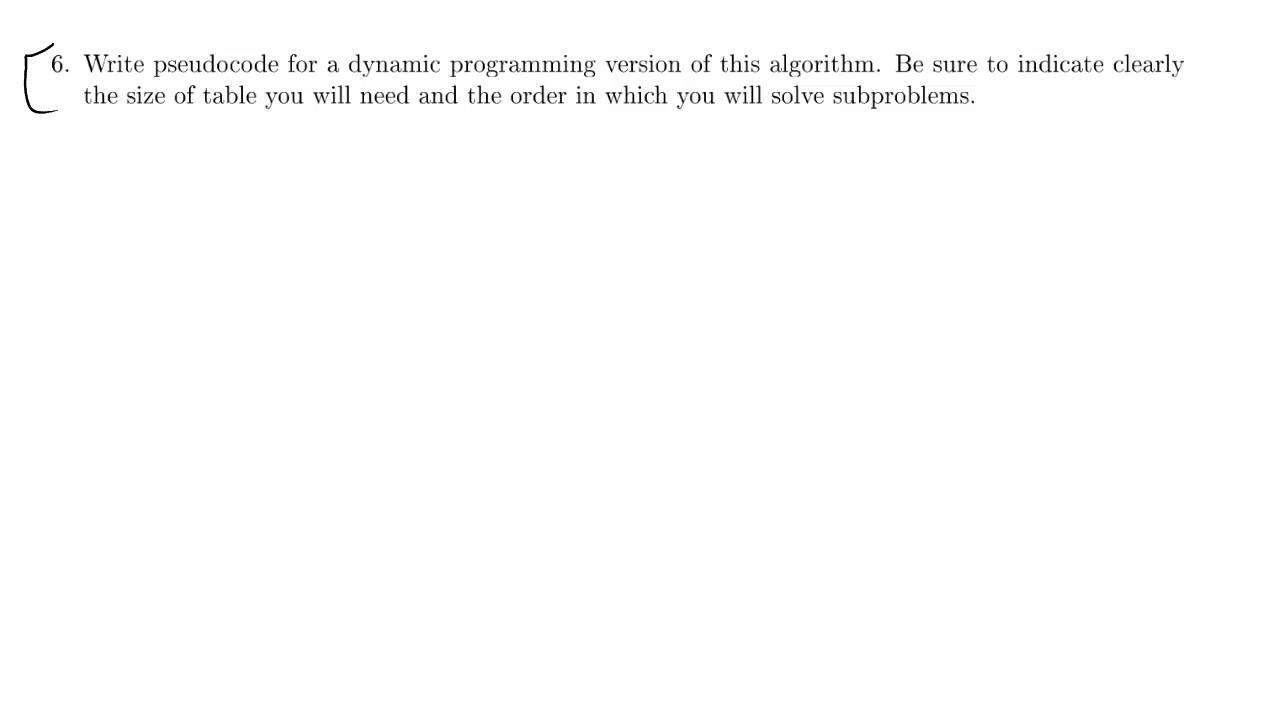 6. Write pseudocode for a dynamic programming version of this algorithm. Be sure to indicate clearly
the size of table you will need and the order in which you will solve subproblems.